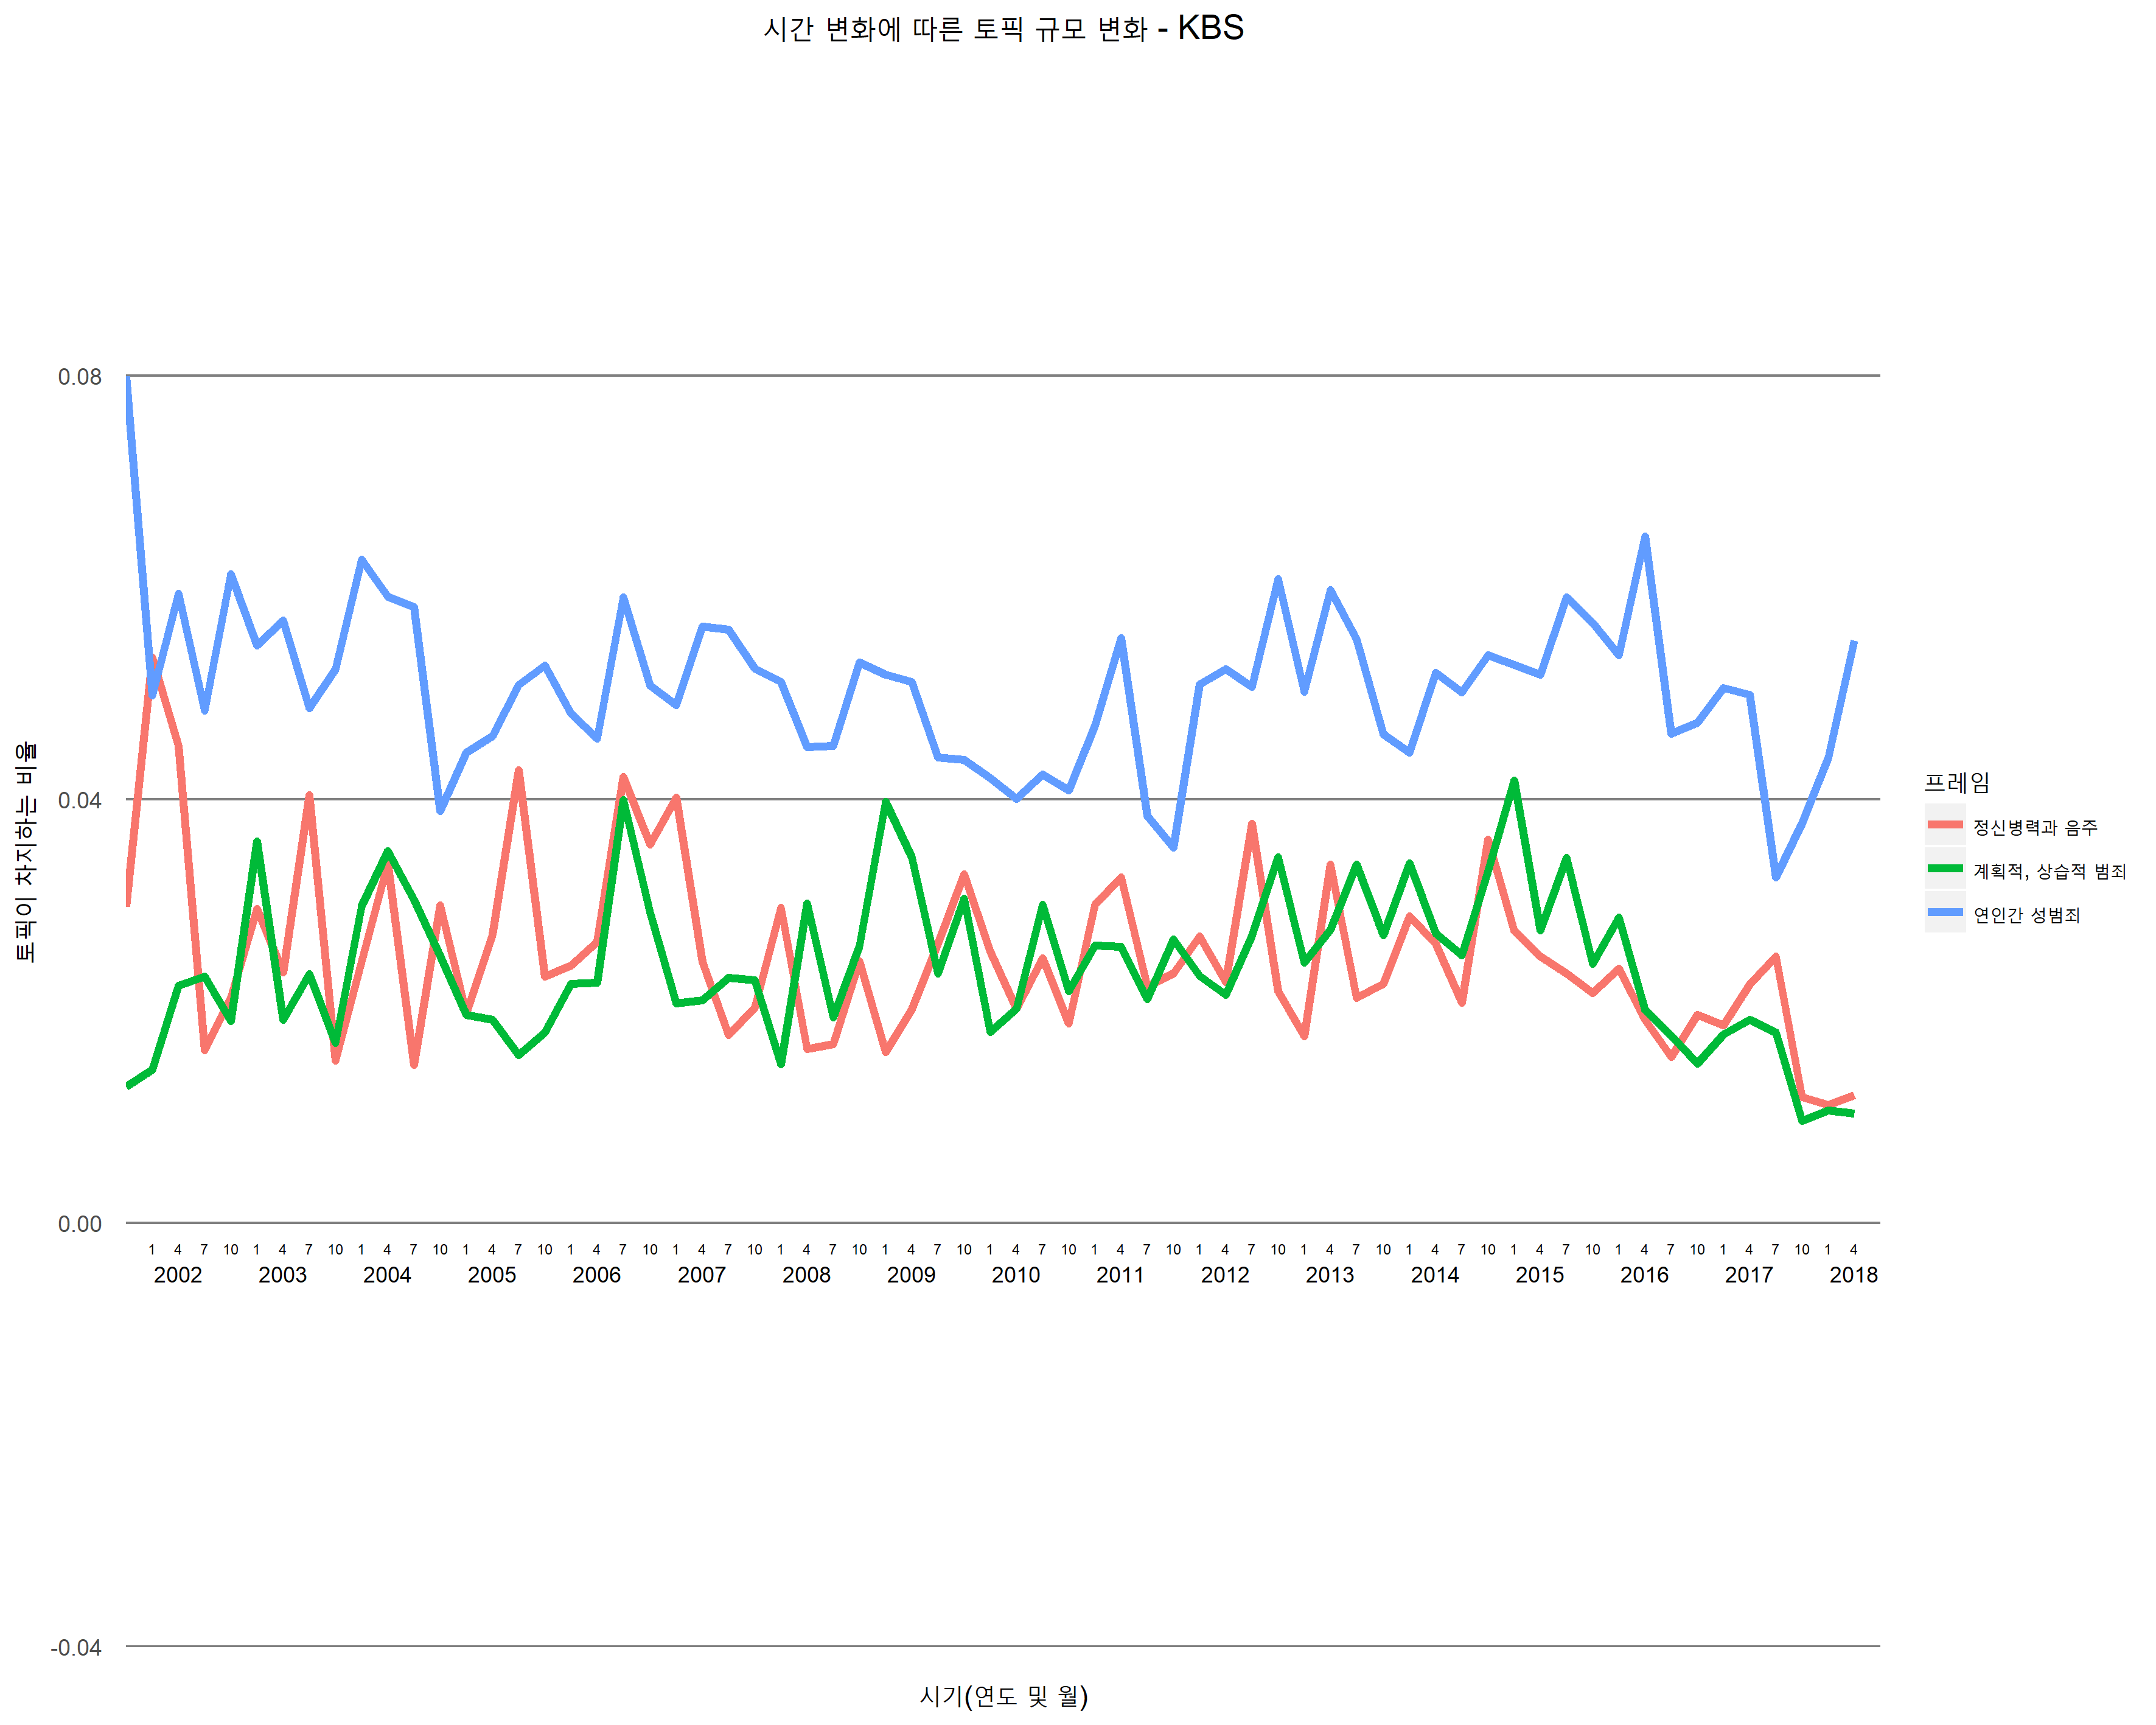 시간 변화에 따른 토픽 규모 변화 - KBS
0.08
0.04
0.00
-0.04
토픽이 차지하는 비율
1 4 7 10 1 4 7 10 1 4 7 10 1 4 7 10 1 4 7 10 1 4 7 10 1 4 7 10 1 4 7 10 1 4 7 10 1 4 7 10 1 4 7 10 1 4 7 10 1 4 7 10 1 4 7 10 1 4 7 10 1 4 7 10 1 4
2002 2003 2004 2005 2006 2007 2008 2009 2010 2011 2012 2013 2014 2015 2016 2017 2018
시기(연도 및 월)
프레임
정신병력과 음주
계획적, 상습적 범죄
연인간 성범죄